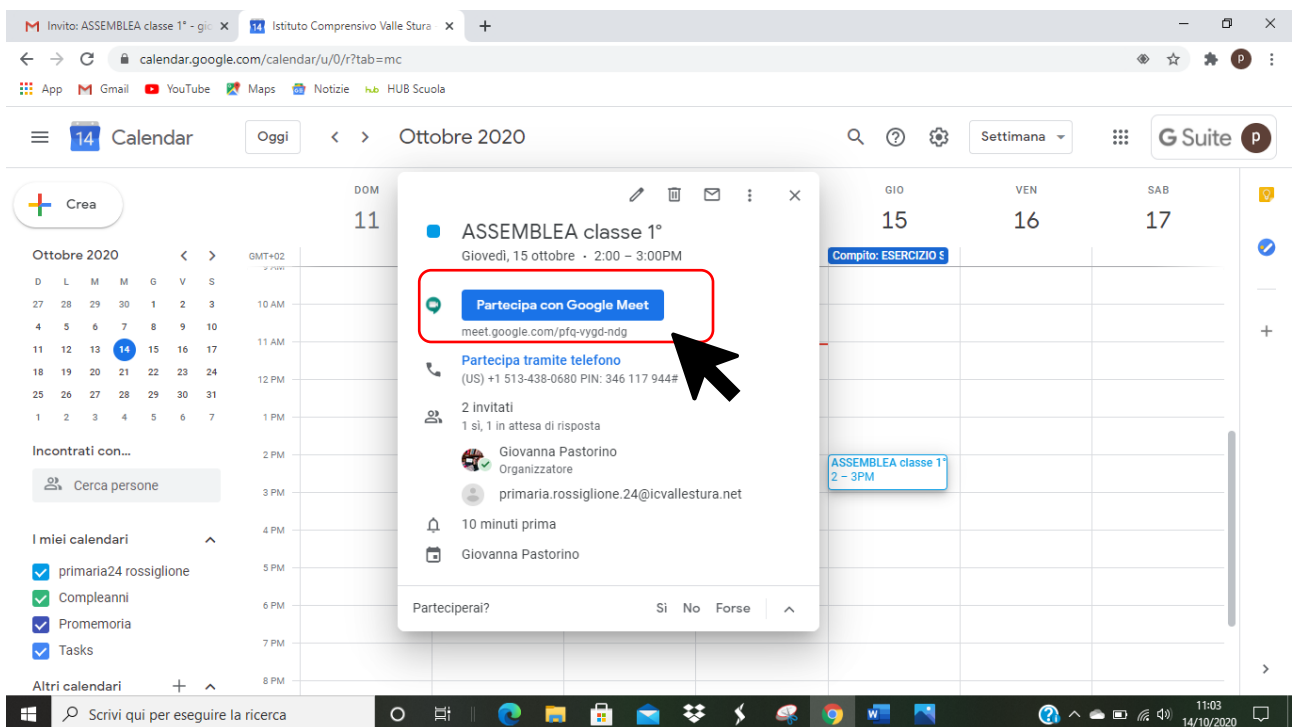 Invito: ASSEMBLEA classe 1° - gio
Istituto Comprensivo Valle Stura
calendar.google.com/calendar/u/0/r?tab=mc
P
App Gmail YouTube Maps Notizie HUB Scuola
14 Calendar Oggi Ottobre 2020 Settimana G Suite P
Crea
DOM 11
GIO 15
VEN 16
SAB 17
GMT+02
Compito: ESERCIZIO S
Ottobre 2020
D L M M G V S
27 28 29 30 1 2 3
4 5 6 7 8 9 10
11 12 13 14 15 16 17
18 19 20 21 22 23 24
25 26 27 28 29 30 31
1 2 3 4 5 6 7
Incontrati con...
Cerca persone
I miei calendari
primaria24 rossiglione
Compleanni
Promemoria
Tasks
Altri calendari
10 AM
11 AM
12 PM
1 PM
2 PM
3 PM
4 PM
5 PM
6 PM
7 PM
8 PM
ASSEMBLEA classe 1°
Giovedì, 15 ottobre · 2:00 – 3:00PM
Partecipa con Google Meet
meet.google.com/pfq-vygd-ndg
Partecipa tramite telefono
(US) +1 513-438-0680 PIN: 346 117 944#
2 invitati
1 sì, 1 in attesa di risposta
Giovanna Pastorino
Organizzatore
primaria.rossiglione.24@icvallestura.net
10 minuti prima
Giovanna Pastorino
Parteciperai? Sì No Forse
ASSEMBLEA classe 1°
2 – 3PM
Scrivi qui per eseguire la ricerca
11:03
14/10/2020